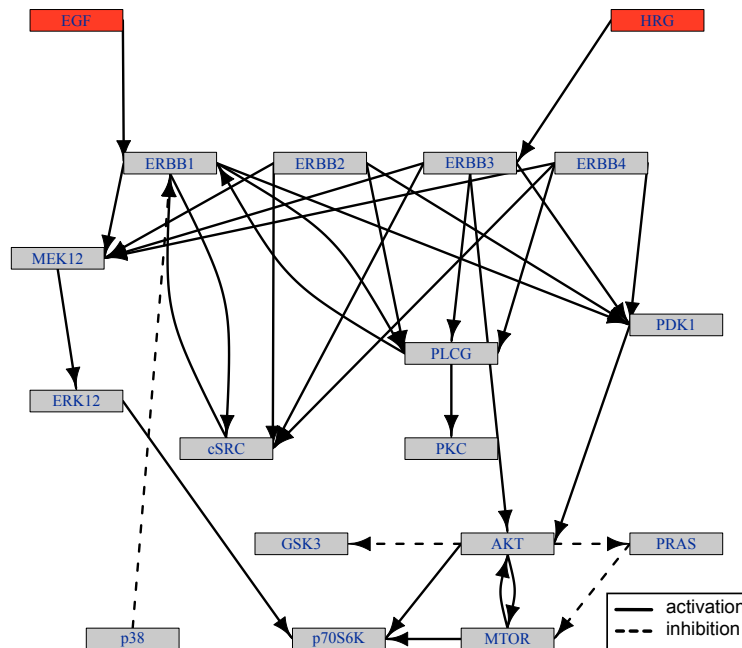 EGF
HRG
ERBB1
ERBB2
ERBB3
ERBB4
MEK12
PDK1
PLCG
ERK12
cSRC
PKC
GSK3
AKT
PRAS
p38
p70S6K
MTOR
activation
inhibition